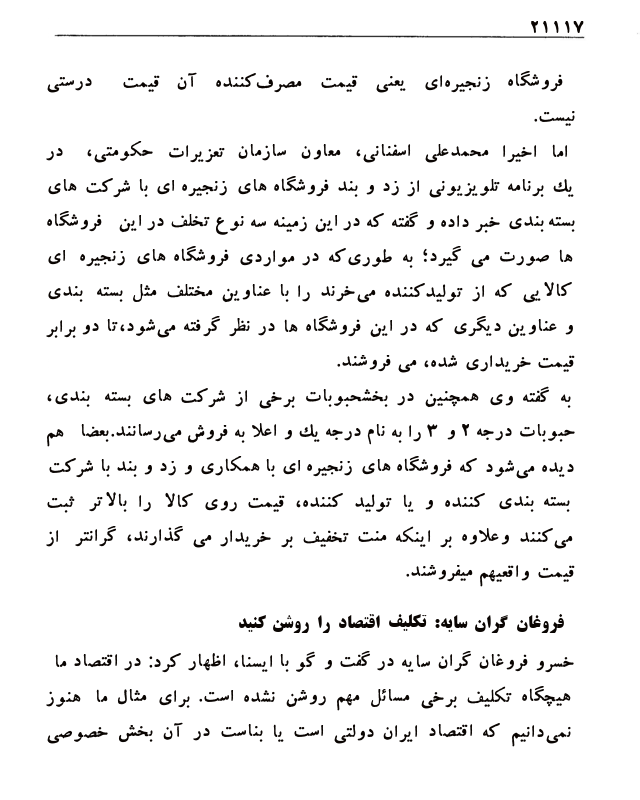 ۲۱۱۱۷
فروشگاه زنجیره‌ای یعنی قیمت مصرف‌کننده آن قیمت درستی
نیست.
اما اخیرا محمدعلی اسفنانی، معاون سازمان تعزیرات حکومتی، در
یك برنامه تلویزیونی از زد و بند فروشگاه های زنجیره ای با شرکت های
بسته بندی خبر داده و گفته که در این زمینه سه نوع تخلف در این فروشگاه
ها صورت می گیرد؛ به طوری‌که در مواردی فروشگاه های زنجیره ای
کالایی که از تولیدکننده می‌خرند را با عناوین مختلف مثل بسته بندی
و عناوین دیگری که در این فروشگاه ها در نظر گرفته می‌شود،تا دو برابر
قیمت خریداری شده، می فروشند.
به گفته وی همچنین در بخشحبوبات برخی از شرکت های بسته بندی،
حبوبات درجه ۲ و ۳ را به نام درجه یك و اعلا به فروش می‌رسانند.بعضا هم
دیده می‌شود که فروشگاه های زنجیره ای با همکاری و زد و بند با شرکت
بسته بندی کننده و یا تولید کننده، قیمت روی کالا را بالاتر ثبت
می‌کنند وعلاوه بر اینکه منت تخفیف بر خریدار می گذارند، گرانتر از
قیمت واقعیهم میفروشند.
فروغان گران سایه: تکلیف اقتصاد را روشن کنید
خسرو فروغان گران سایه در گفت و گو با ایسنا، اظهار کرد: در اقتصاد ما
هیچگاه تکلیف برخی مسائل مهم روشن نشده است. برای مثال ما هنوز
نمی‌دانیم که اقتصاد ایران دولتی است یا بناست در آن بخش خصوصی